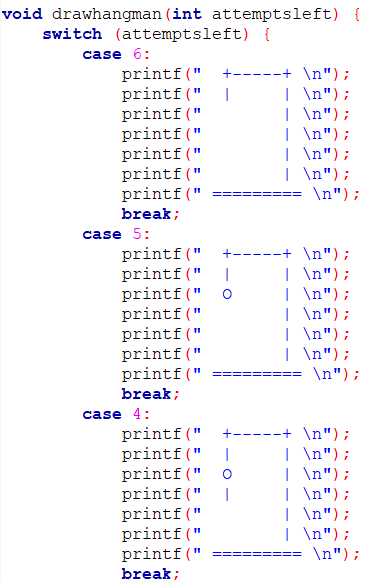 void drawhangman(int attemptsleft) {
    switch (attemptsleft) {
        case 6:
            printf("  +-----+ \n");
            printf("  |     | \n");
            printf("        | \n");
            printf("        | \n");
            printf("        | \n");
            printf("        | \n");
            printf(" ========= \n");
            break;
        case 5:
            printf("  +-----+ \n");
            printf("  |     | \n");
            printf("  O     | \n");
            printf("        | \n");
            printf("        | \n");
            printf("        | \n");
            printf(" ========= \n");
            break;
        case 4:
            printf("  +-----+ \n");
            printf("  |     | \n");
            printf("  O     | \n");
            printf("  |     | \n");
            printf("        | \n");
            printf("        | \n");
            printf(" ========= \n");
            break;